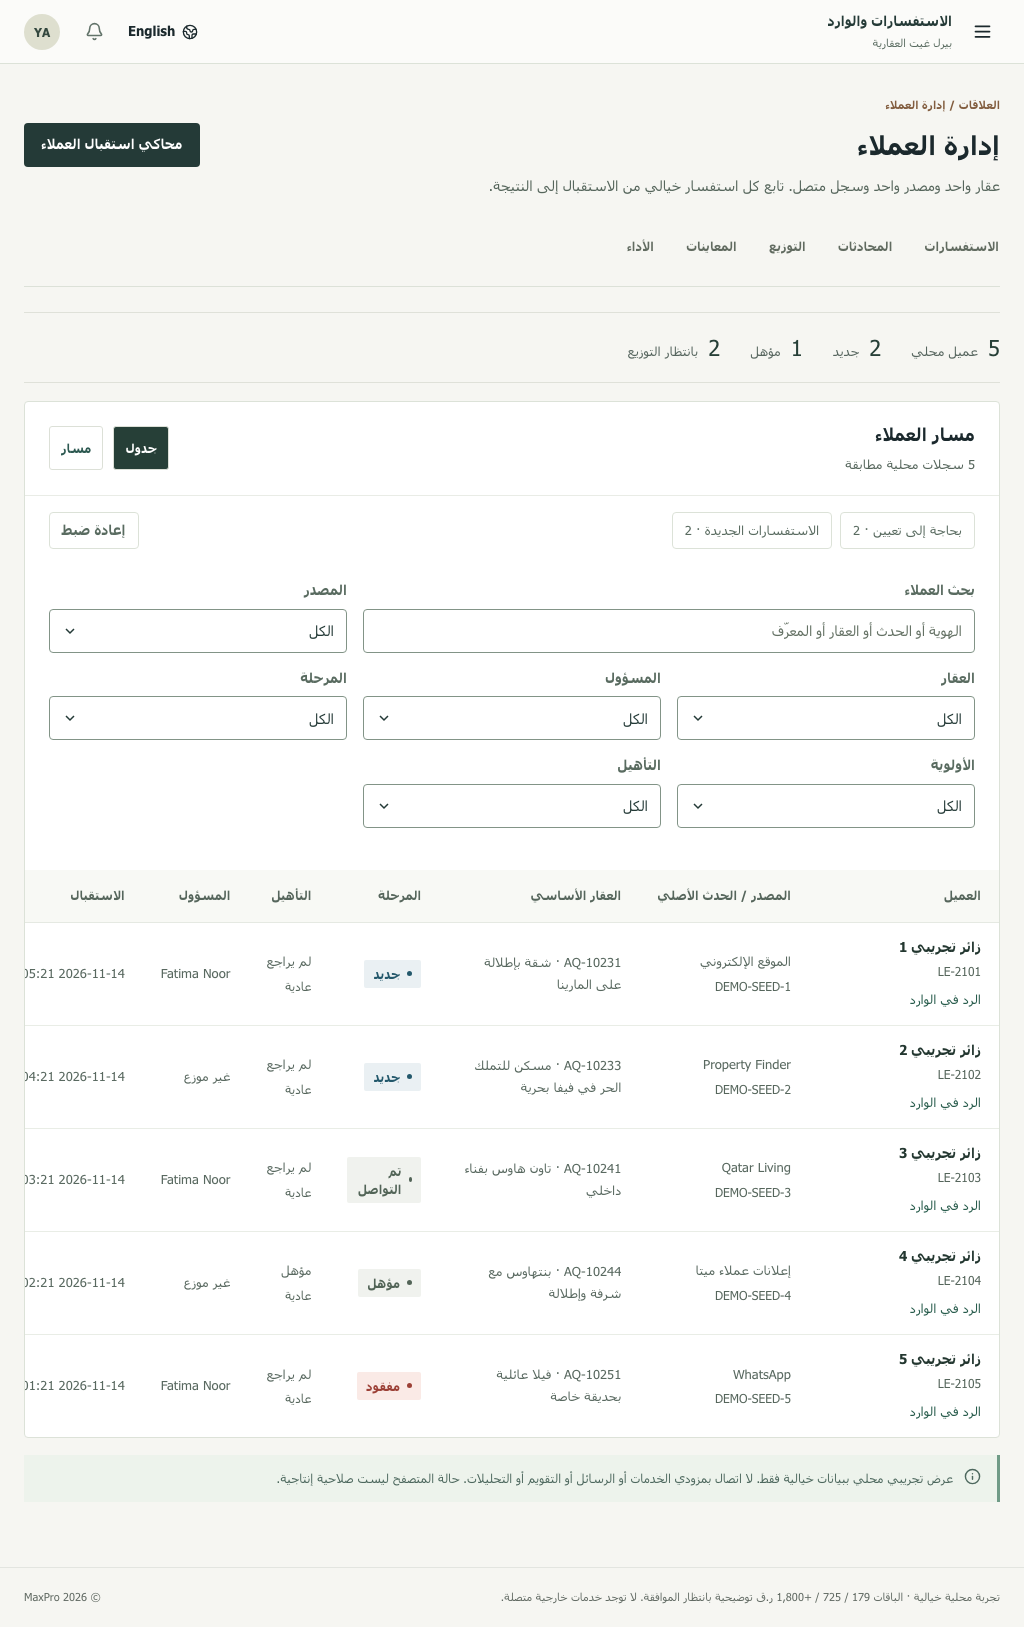 الاستفسارات والوارد
بيرل غيت العقارية
English
YA
العلاقات / إدارة العملاء
إدارة العملاء
محاكي استقبال العملاء
عقار واحد ومصدر واحد وسجل متصل. تابع كل استفسار خيالي من الاستقبال إلى النتيجة.
الاستفسارات المحادثات التوزيع المعاينات الأداء
5 عميل محلي 2 جديد 1 مؤهل 2 بانتظار التوزيع
مسار العملاء
5 سجلات محلية مطابقة
جدول مسار
بحاجة إلى تعيين · 2 الاستفسارات الجديدة · 2 إعادة ضبط
بحث العملاء المصدر
الهوية أو الحدث أو العقار أو المعرّف الكل
العقار المسؤول المرحلة
الكل الكل الكل
الأولوية التأهيل
الكل الكل
العميل المصدر / الحدث الأصلي العقار الأساسي المرحلة التأهيل المسؤول الاستقبال
زائر تجريبي 1
LE-2101
الرد في الوارد
الموقع الإلكتروني
DEMO-SEED-1
AQ-10231 · شقة بإطلالة
على المارينا
جديد
لم يراجع
عادية
Fatima Noor
2026-11-14 05:21
زائر تجريبي 2
LE-2102
الرد في الوارد
Property Finder
DEMO-SEED-2
AQ-10233 · مسكن للتملك
الحر في فيفا بحرية
جديد
لم يراجع
عادية
غير موزع
2026-11-14 04:21
زائر تجريبي 3
LE-2103
الرد في الوارد
Qatar Living
DEMO-SEED-3
AQ-10241 · تاون هاوس بفناء
داخلي
تم
التواصل
لم يراجع
عادية
Fatima Noor
2026-11-14 03:21
زائر تجريبي 4
LE-2104
الرد في الوارد
إعلانات عملاء ميتا
DEMO-SEED-4
AQ-10244 · بنتهاوس مع
شرفة وإطلالة
مؤهل
مؤهل
عادية
غير موزع
2026-11-14 02:21
زائر تجريبي 5
LE-2105
الرد في الوارد
WhatsApp
DEMO-SEED-5
AQ-10251 · فيلا عائلية
بحديقة خاصة
مفقود
لم يراجع
عادية
Fatima Noor
2026-11-14 01:21
عرض تجريبي محلي ببيانات خيالية فقط. لا اتصال بمزودي الخدمات أو الرسائل أو التقويم أو التحليلات. حالة المتصفح ليست صلاحية إنتاجية.
تجربة محلية خيالية · الباقات 179 / 725 / +1,800 ر.ق توضيحية بانتظار الموافقة. لا توجد خدمات خارجية متصلة.
© 2026 MaxPro